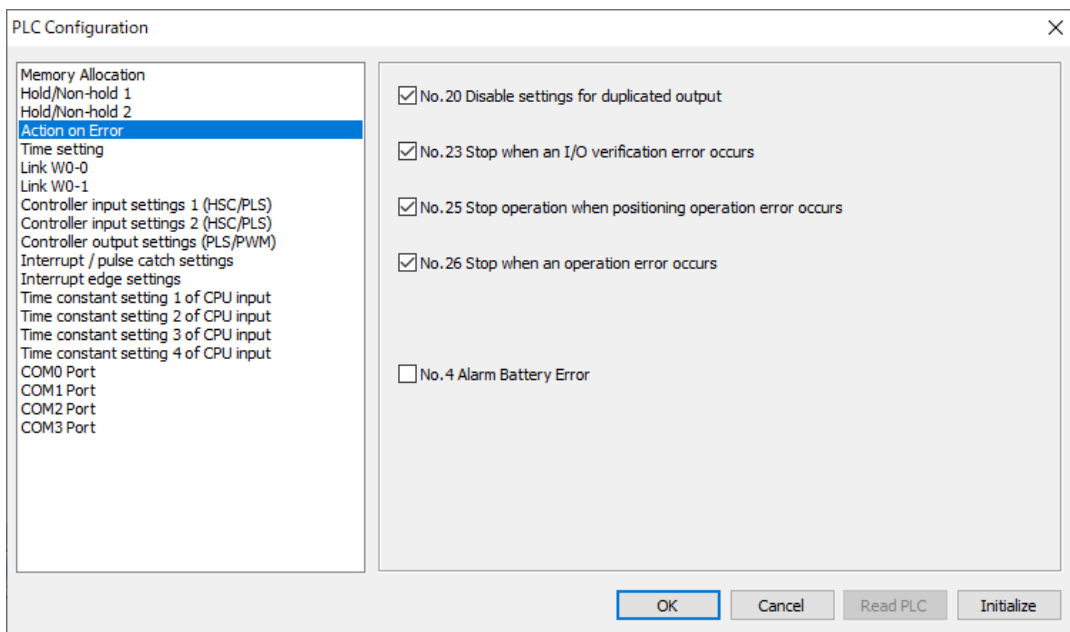 PLC Configuration
Memory Allocation
Hold/Non-hold 1
Hold/Non-hold 2
Action on Error
Time setting
Link W0-0
Link W0-1
Controller input settings 1 (HSC/PLS)
Controller input settings 2 (HSC/PLS)
Controller output settings (PLS/PWM)
Interrupt / pulse catch settings
Interrupt edge settings
Time constant setting 1 of CPU input
Time constant setting 2 of CPU input
Time constant setting 3 of CPU input
Time constant setting 4 of CPU input
COM0 Port
COM1 Port
COM2 Port
COM3 Port
No.20 Disable settings for duplicated output
No.23 Stop when an I/O verification error occurs
No.25 Stop operation when positioning operation error occurs
No.26 Stop when an operation error occurs
No.4 Alarm Battery Error
OK
Cancel
Read PLC
Initialize